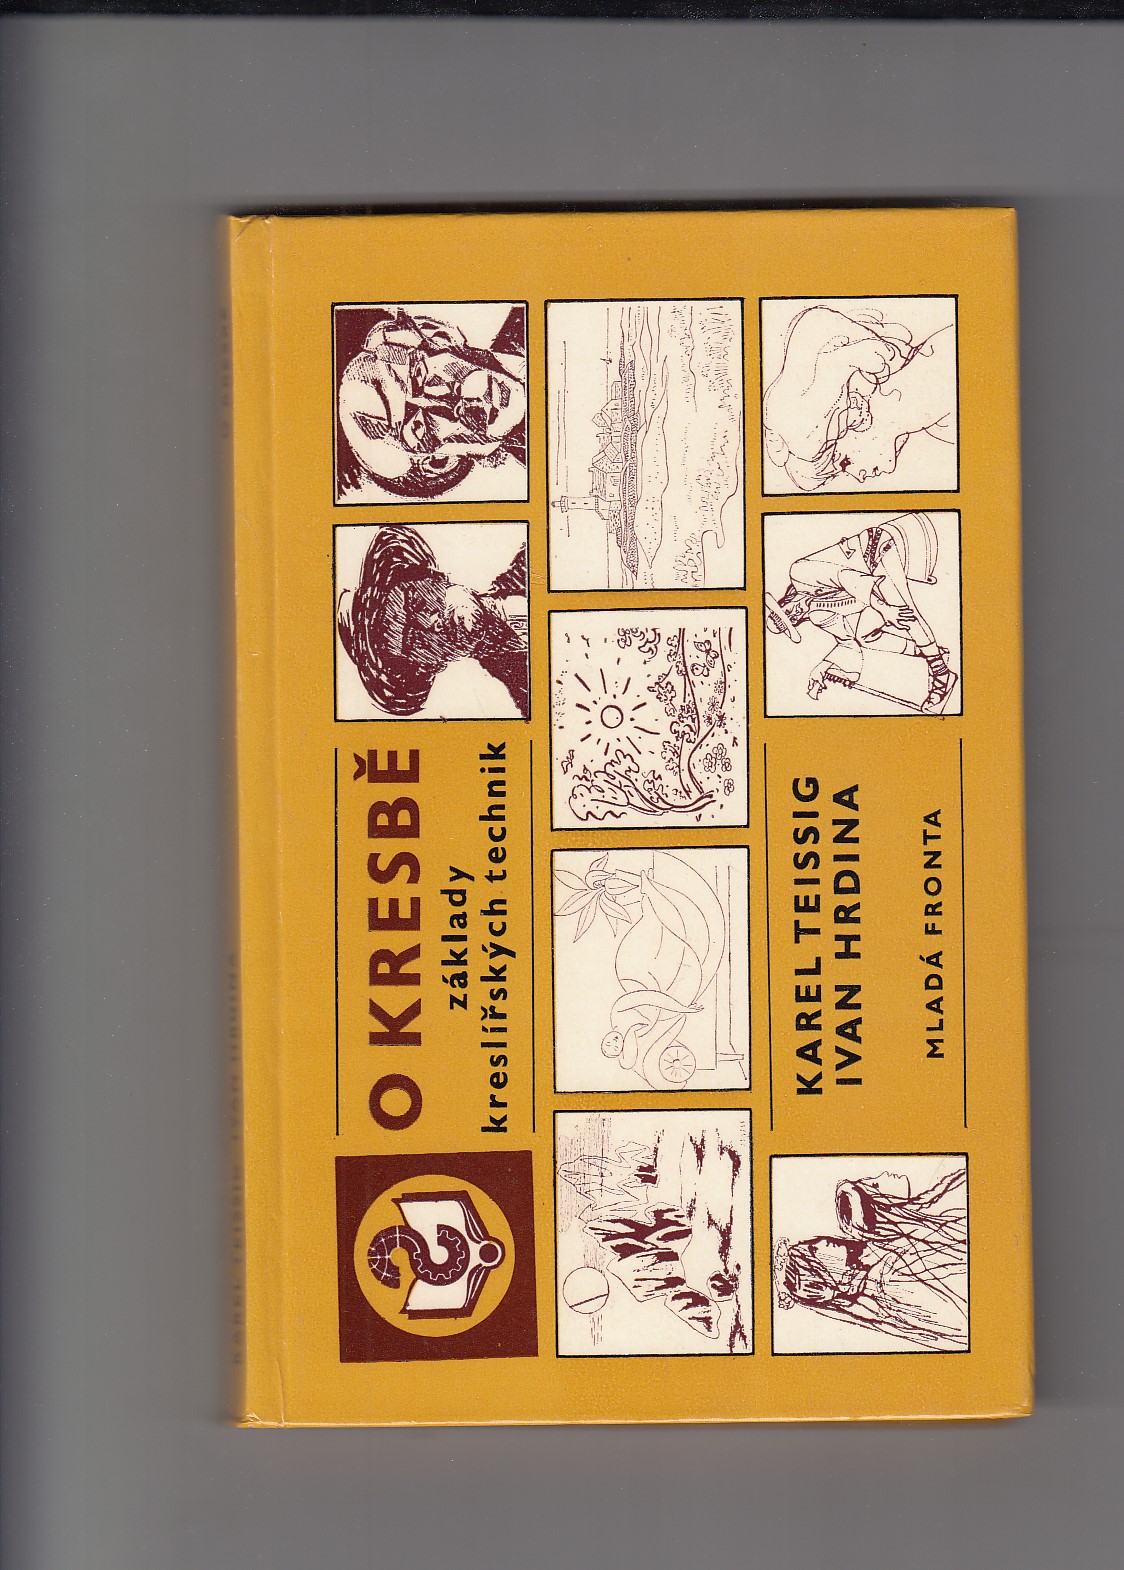 O KRESBĚ
základy
kreslířských technik
KAREL TEISSIG
IVAN HRDINA
MLADÁ FRONTA